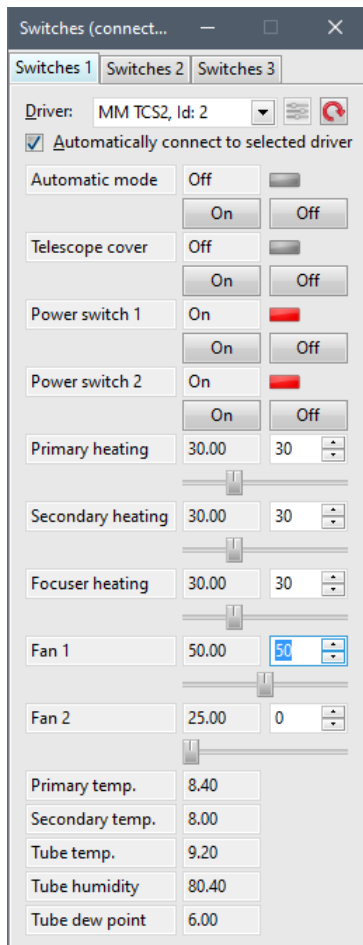 Switches (connect...
Switches 1 Switches 2 Switches 3
Driver: MM TCS2, Id: 2
Automatically connect to selected driver
Automatic mode Off
On Off
Telescope cover Off
On Off
Power switch 1 On
On Off
Power switch 2 On
On Off
Primary heating 30.00 30
Secondary heating 30.00 30
Focuser heating 30.00 30
Fan 1 50.00 50
Fan 2 25.00 0
Primary temp. 8.40
Secondary temp. 8.00
Tube temp. 9.20
Tube humidity 80.40
Tube dew point 6.00